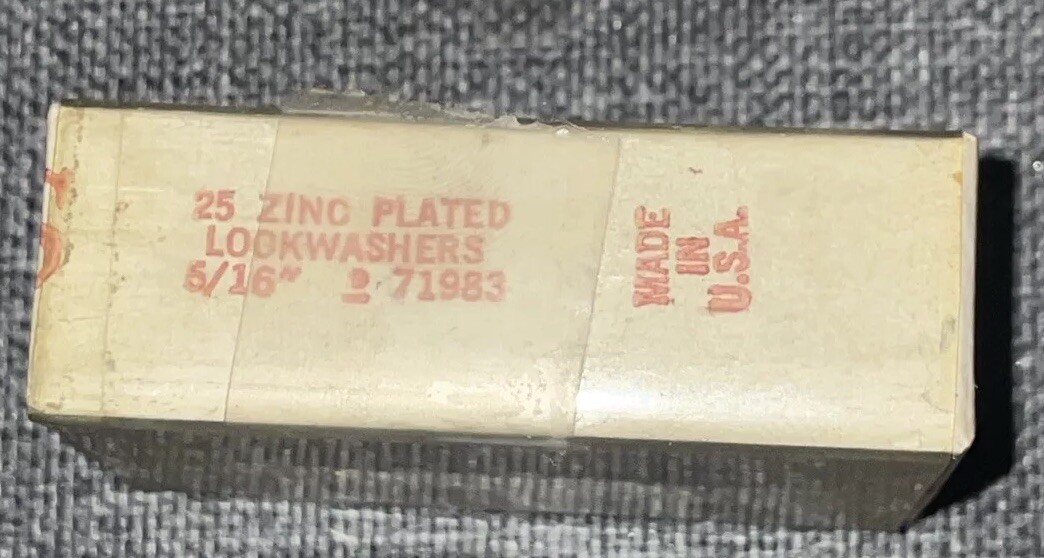 25 ZINC PLATED
LOCKWASHERS
5/16" 71983
MADE
IN
U.S.A.